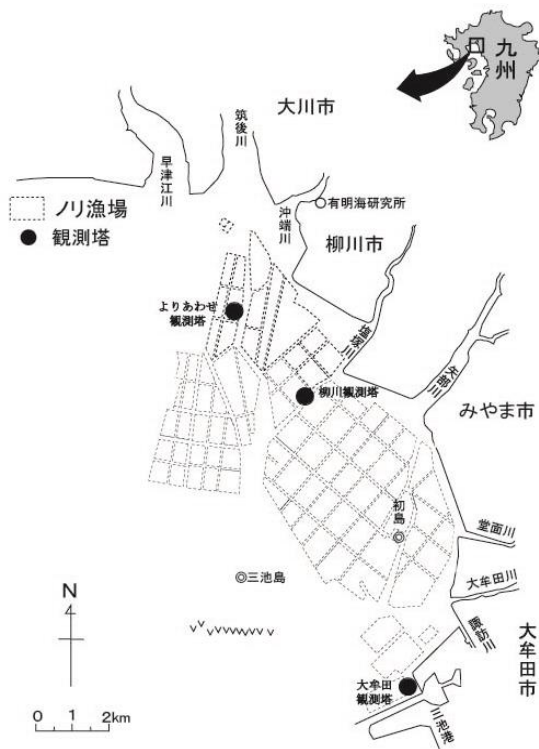 九州
大川市
筑後川
早津江川
沖端川
有明海研究所
ノリ漁場
観測塔
柳川市
よりあわせ
観測塔
塩塚川
矢部川
柳川観測塔
みやま市
初島
堂面川
三池島
大牟田川
諏訪川
大牟田市
N
大牟田
観測塔
三池港
0 1 2km